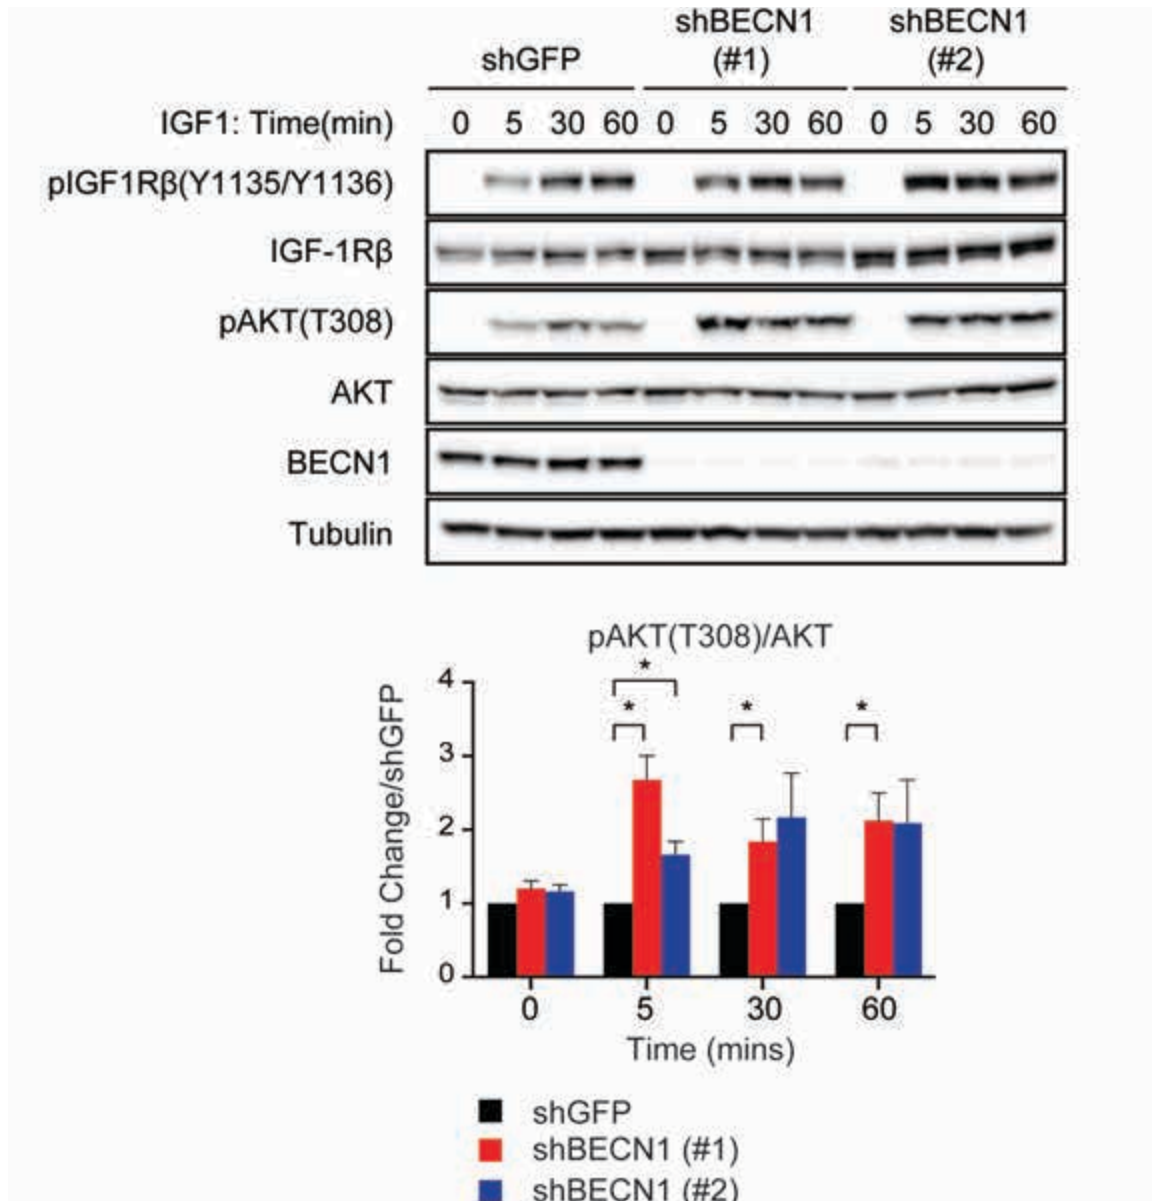 shGFP shBECN1 (#1) shBECN1 (#2)
IGF1: Time(min) 0 5 30 60 0 5 30 60 0 5 30 60
pIGF1Rβ(Y1135/Y1136)
IGF-1Rβ
pAKT(T308)
AKT
BECN1
Tubulin
pAKT(T308)/AKT
Fold Change/shGFP
4
3
2
1
0
* * * *
0 5 30 60
Time (mins)
shGFP
shBECN1 (#1)
shBECN1 (#2)